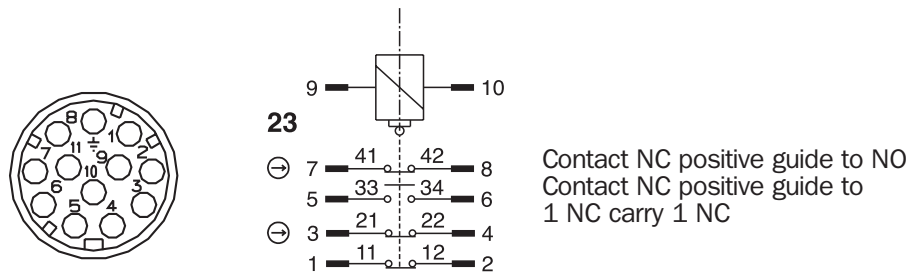 8
1
7
11
9
2
10
6
3
5
4
9 10
23
7 41 42 8
5 33 34 6
3 21 22 4
1 11 12 2
Contact NC positive guide to NO
Contact NC positive guide to
1 NC carry 1 NC